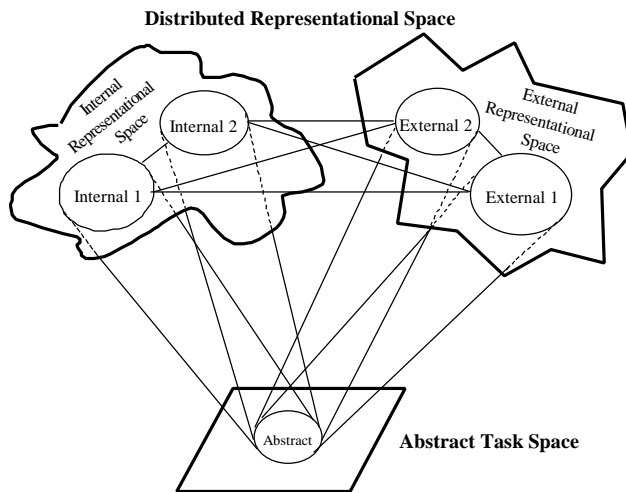 Distributed Representational Space
Internal
Representational
Space
External
Representational
Space
Internal 2
External 2
Internal 1
External 1
Abstract
Abstract Task Space